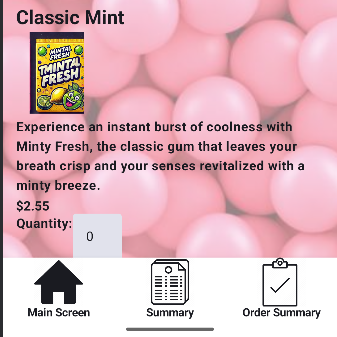 Classic Mint
MINTAL
FRESH
TMINTAL
FRESH
Experience an instant burst of coolness with
Minty Fresh, the classic gum that leaves your
breath crisp and your senses revitalized with a
minty breeze.
$2.55
Quantity:
0
Main Screen
Summary
Order Summary